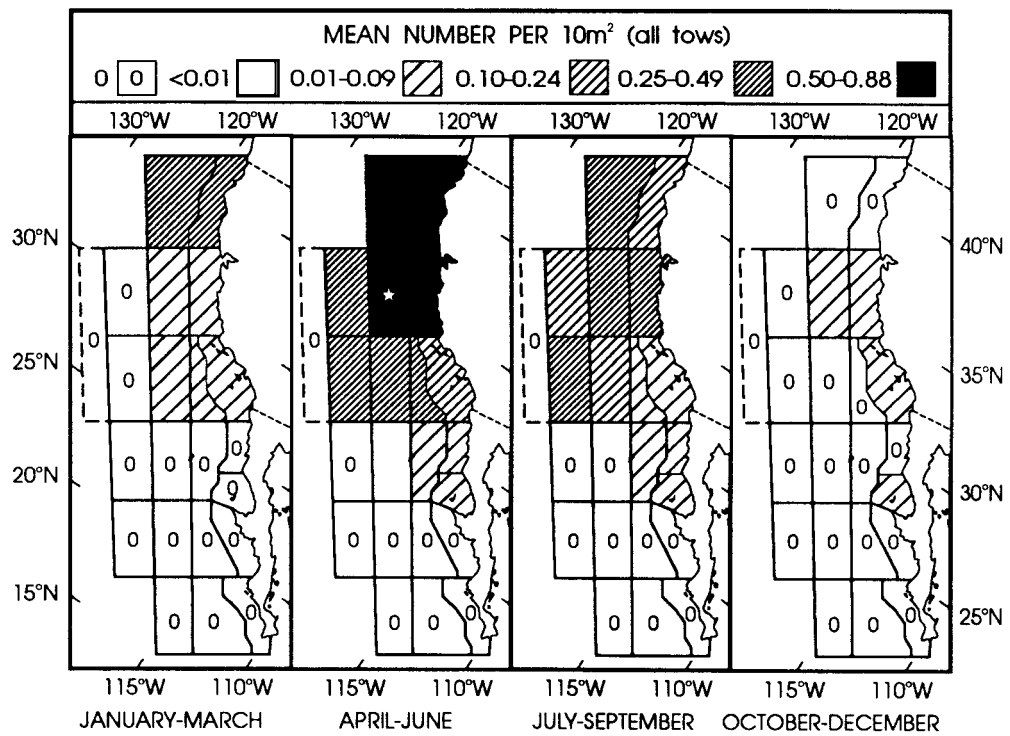 MEAN NUMBER PER 10m² (all tows)
0 0 <0.01 0.01-0.09 0.10-0.24 0.25-0.49 0.50-0.88
130°W 120°W 130°W 120°W 130°W 120°W 130°W 120°W
0 0
30°N 40°N
0 0
0 0 0 0
25°N 35°N
0 0 0
0
0 0
0 0 0 0 0 0 0 0 0
20°N 30°N
0
0 0 0 0 0 0 0 0 0 0 0 0 0 0 0 0
15°N 25°N
0 0 0 0 0 0 0 0 0 0 0 0
115°W 110°W 115°W 110°W 115°W 110°W 115°W 110°W
JANUARY-MARCH APRIL-JUNE JULY-SEPTEMBER OCTOBER-DECEMBER